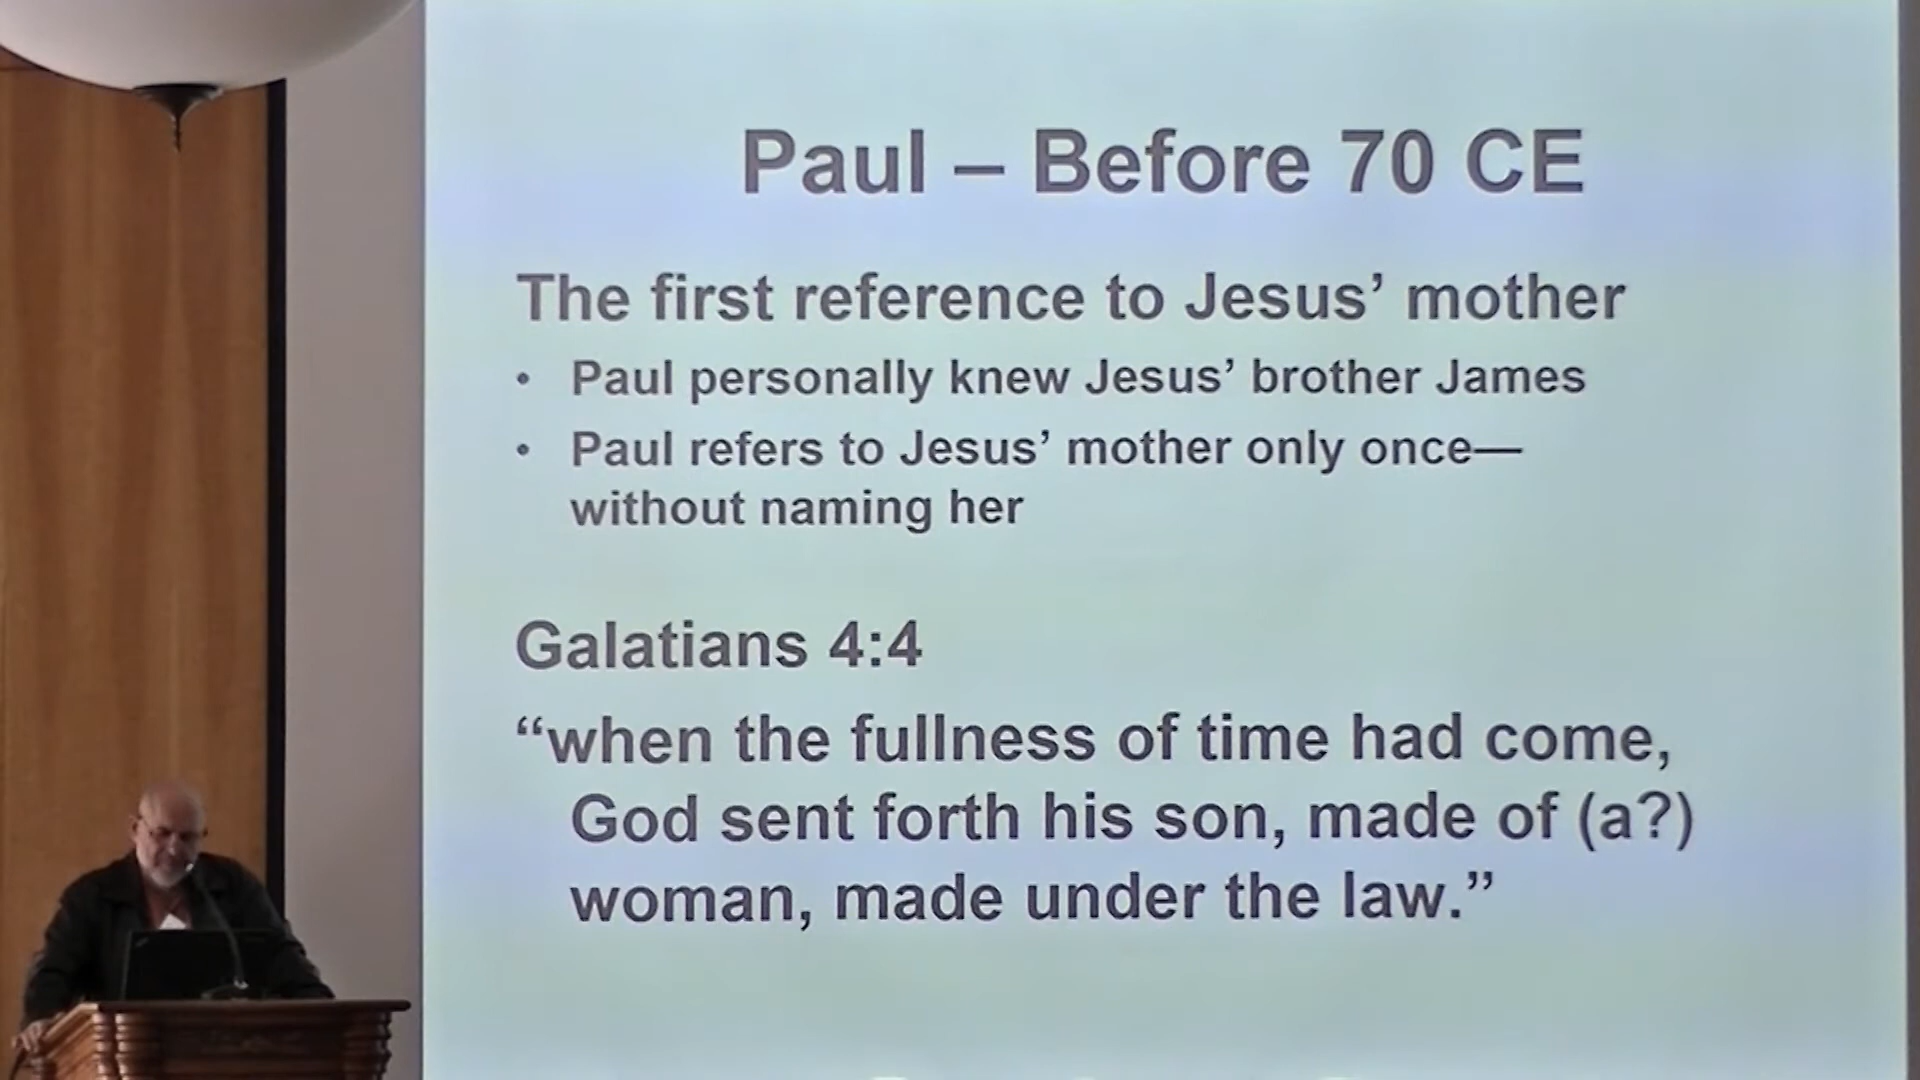 Paul – Before 70 CE
The first reference to Jesus’ mother
• Paul personally knew Jesus’ brother James
• Paul refers to Jesus’ mother only once—
without naming her
Galatians 4:4
“when the fullness of time had come,
God sent forth his son, made of (a?)
woman, made under the law.”